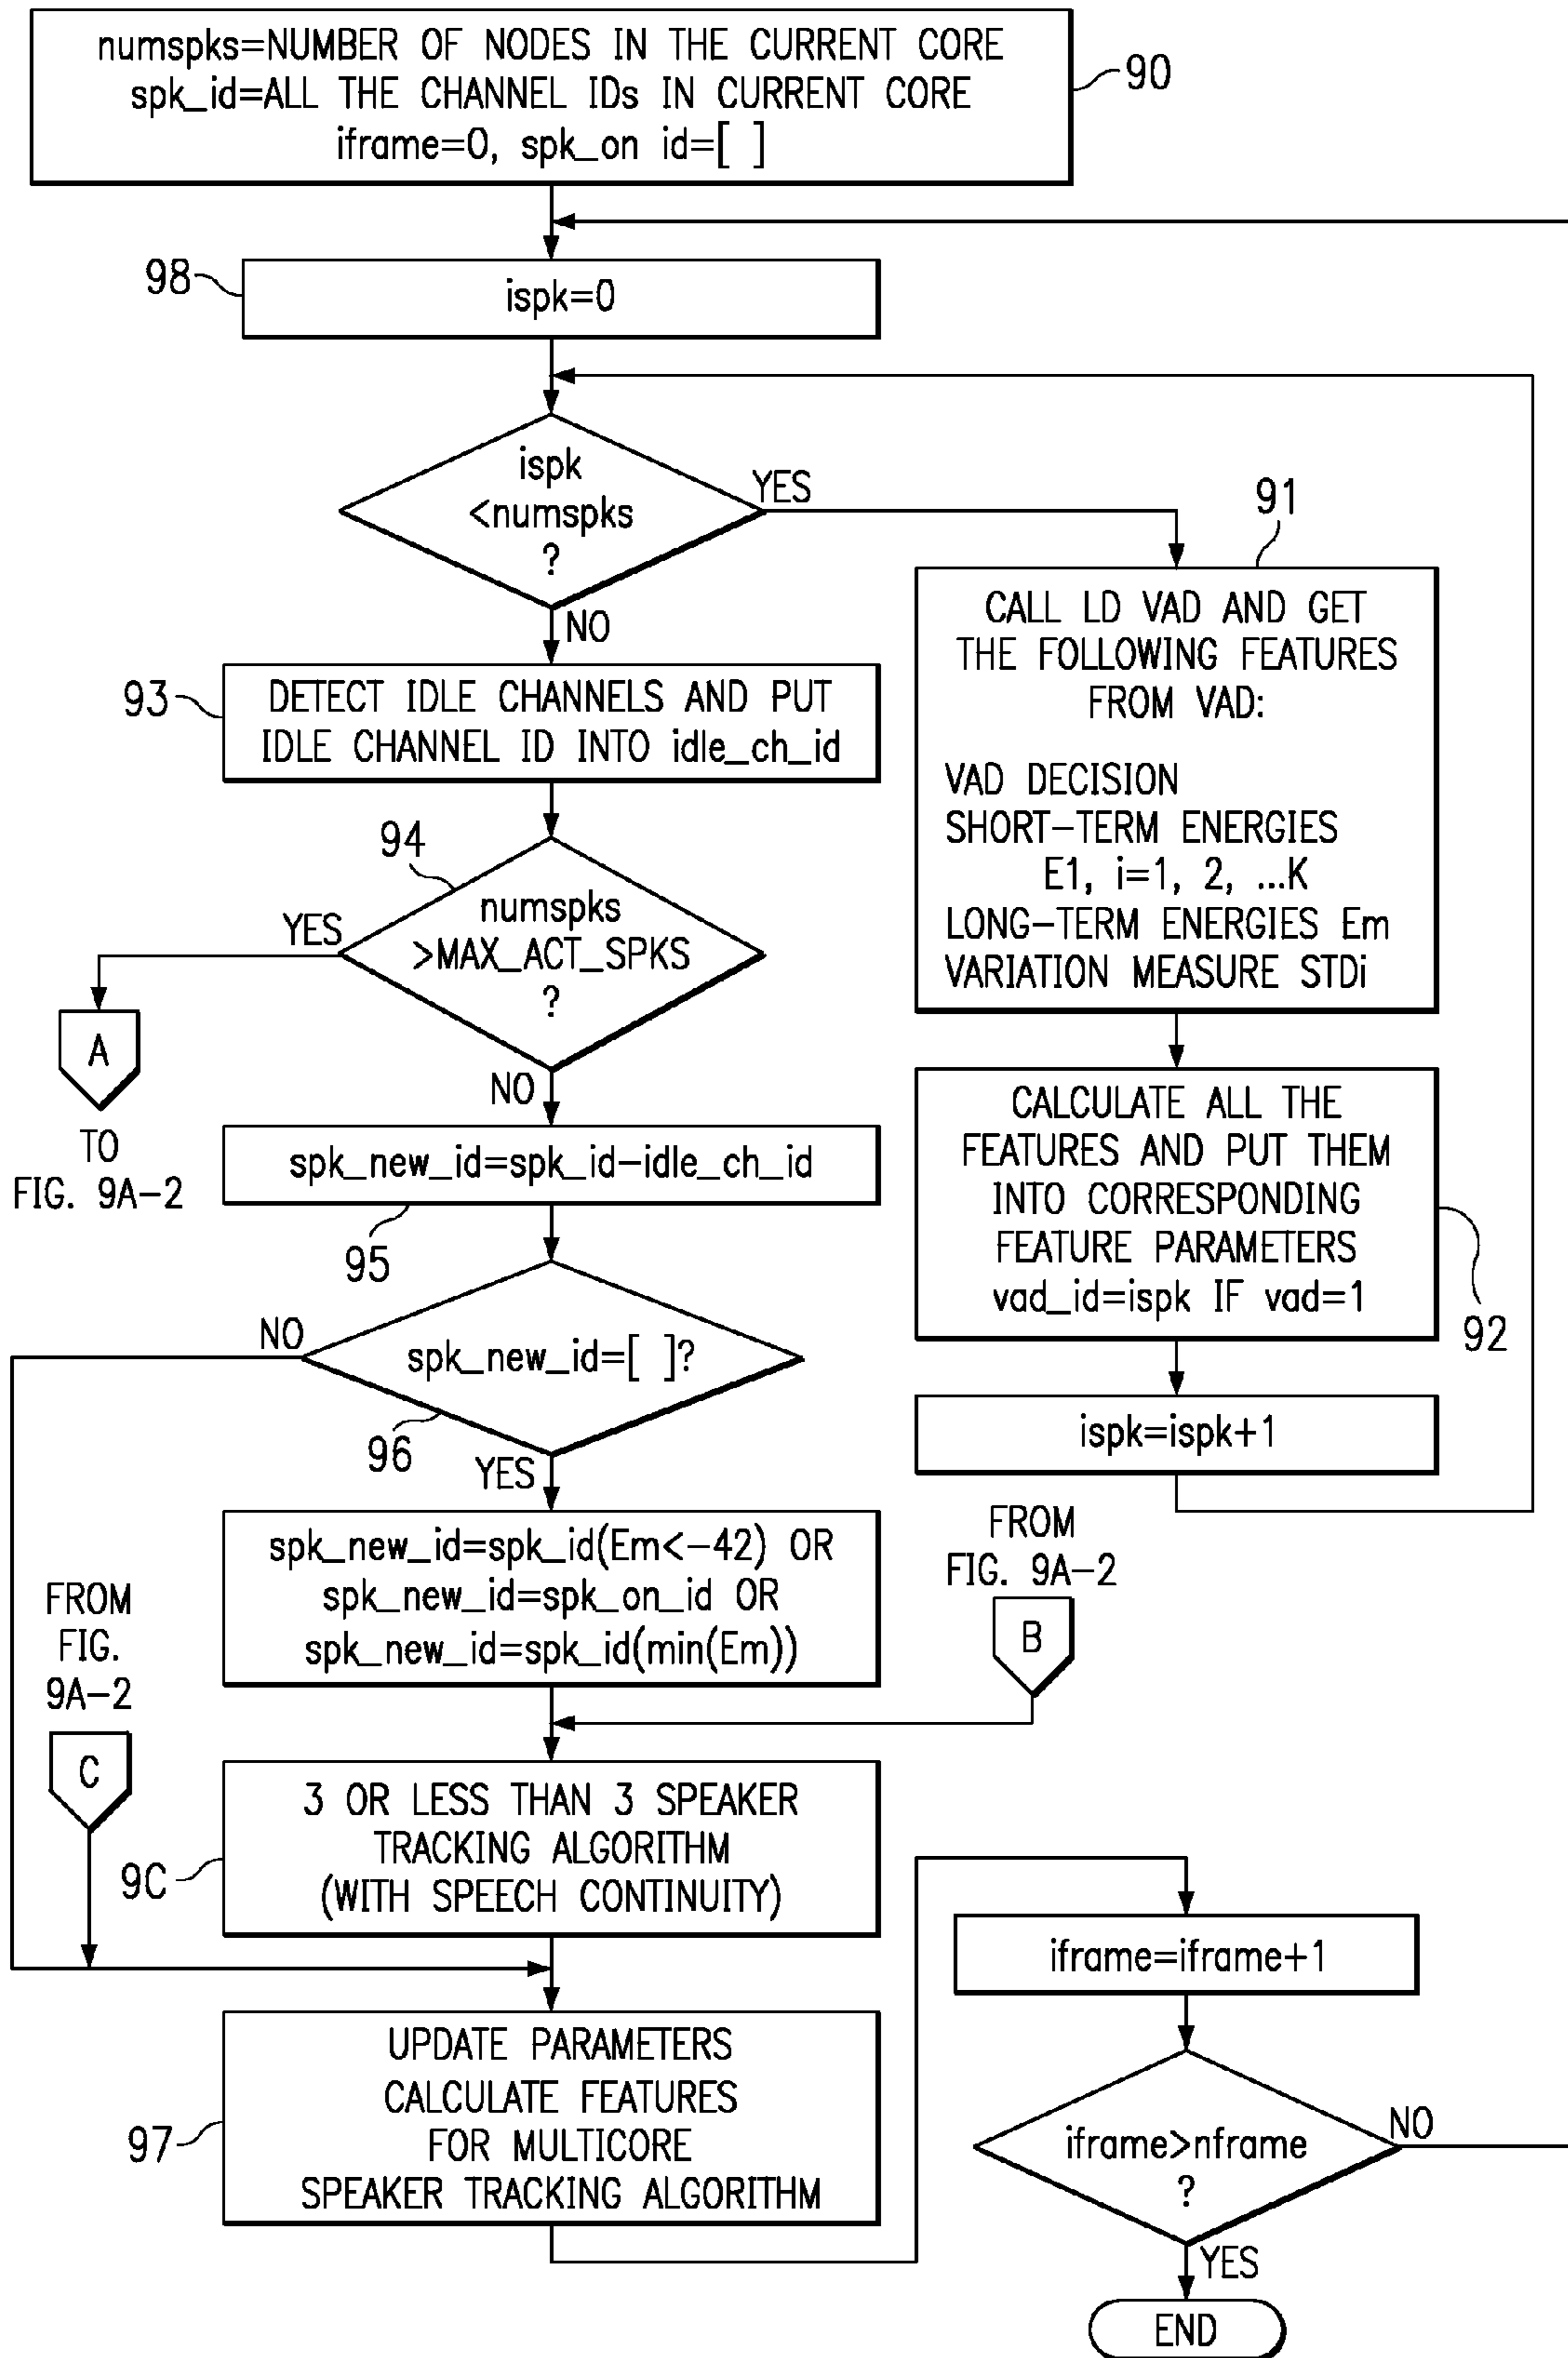 numspks=NUMBER OF NODES IN THE CURRENT CORE
spk_id=ALL THE CHANNEL IDs IN CURRENT CORE
iframe=0, spk_on id=[ ]
90
98
ispk=0
ispk
<numspks
?
YES
NO
91
CALL LD VAD AND GET
THE FOLLOWING FEATURES
FROM VAD:
VAD DECISION
SHORT-TERM ENERGIES
E1, i=1, 2, ...K
LONG-TERM ENERGIES Em
VARIATION MEASURE STDi
93
DETECT IDLE CHANNELS AND PUT
IDLE CHANNEL ID INTO idle_ch_id
94
numspks
>MAX_ACT_SPKS
?
YES
A
TO
FIG. 9A-2
NO
CALCULATE ALL THE
FEATURES AND PUT THEM
INTO CORRESPONDING
FEATURE PARAMETERS
vad_id=ispk IF vad=1
92
spk_new_id=spk_id-idle_ch_id
95
NO
spk_new_id=[ ]?
96
YES
ispk=ispk+1
spk_new_id=spk_id(Em<-42) OR
spk_new_id=spk_on_id OR
spk_new_id=spk_id(min(Em))
FROM
FIG. 9A-2
B
FROM
FIG.
9A-2
C
3 OR LESS THAN 3 SPEAKER
TRACKING ALGORITHM
(WITH SPEECH CONTINUITY)
9C
UPDATE PARAMETERS
CALCULATE FEATURES
FOR MULTICORE
SPEAKER TRACKING ALGORITHM
97
iframe=iframe+1
iframe>nframe
?
NO
YES
END